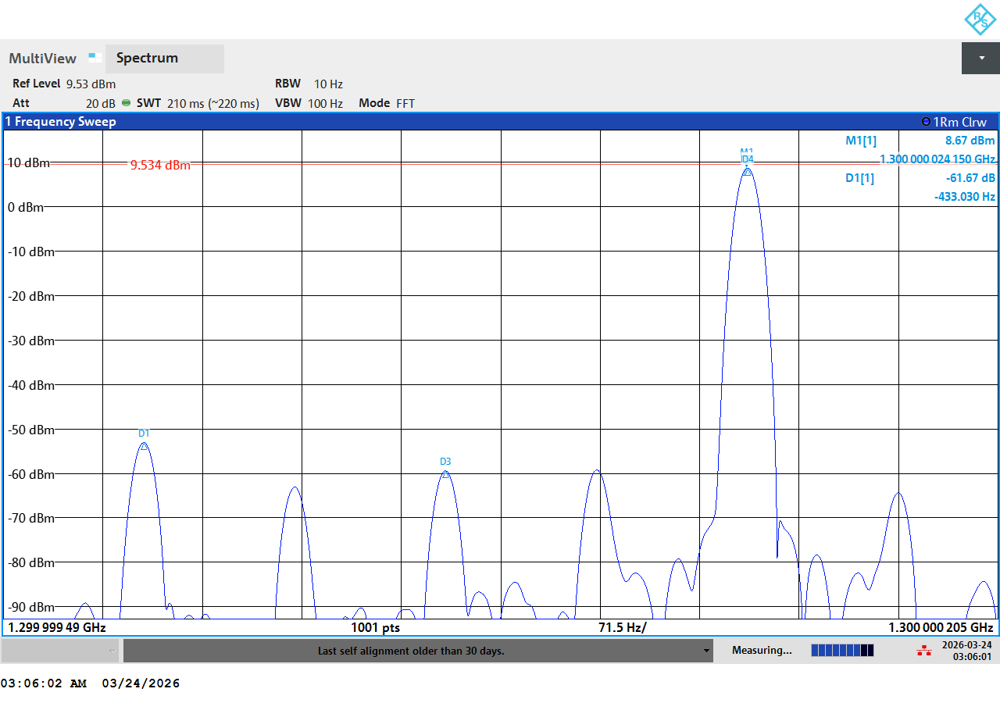 R S
MultiView Spectrum
Ref Level 9.53 dBm RBW 10 Hz
Att 20 dB SWT 210 ms (~220 ms) VBW 100 Hz Mode FFT
1 Frequency Sweep 1Rm Clrw
M1[1] 8.67 dBm
1.300 000 024 150 GHz
D1[1] -61.67 dB
-433.030 Hz
M1
D4
10 dBm
9.534 dBm
0 dBm
-10 dBm
-20 dBm
-30 dBm
-40 dBm
-50 dBm
D1
D3
-60 dBm
-70 dBm
-80 dBm
-90 dBm
1.299 999 49 GHz 1001 pts 71.5 Hz/ 1.300 000 205 GHz
Last self alignment older than 30 days. Measuring... 2026-03-24
03:06:01
03:06:02 AM 03/24/2026